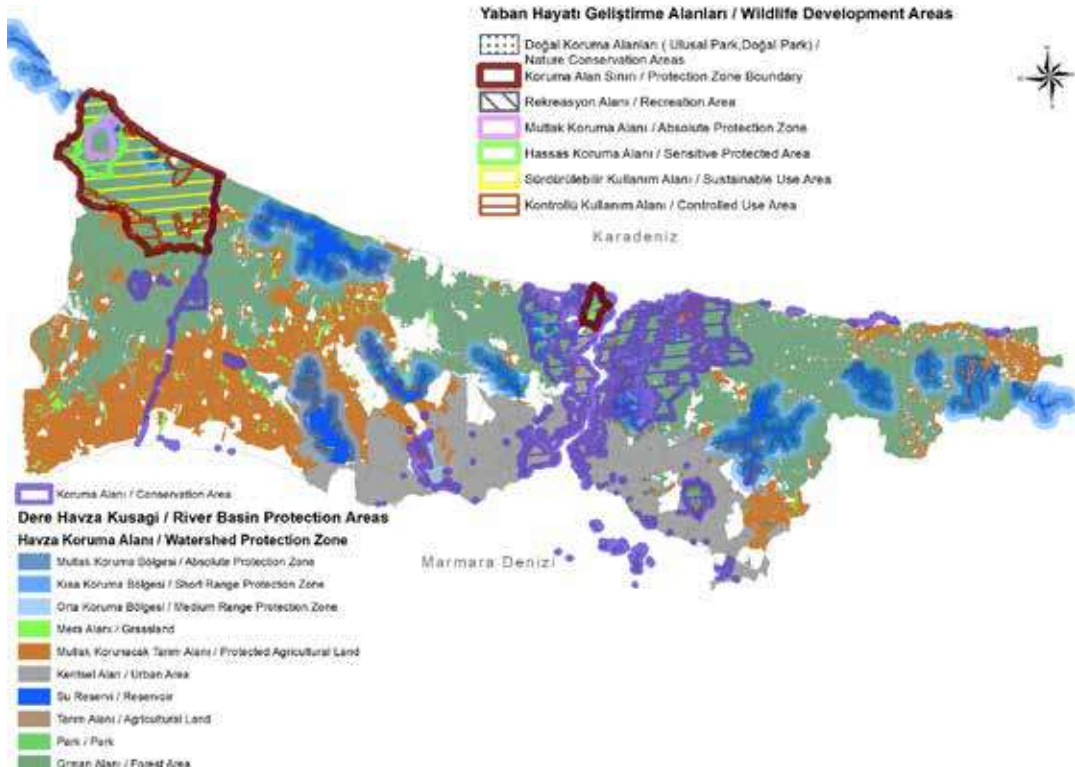 Yaban Hayatı Geliştirme Alanları / Wildlife Development Areas
Doğal Koruma Alanları ( Ulusal Park,Doğal Park) /
Nature Conservation Areas
Koruma Alan Sınırı / Protection Zone Boundary
Rekreasyon Alanı / Recreation Area
Mutlak Koruma Alanı / Absolute Protection Zone
Hassas Koruma Alanı / Sensitive Protected Area
Sürdürülebilir Kullanım Alanı / Sustainable Use Area
Kontrollü Kullanım Alanı / Controlled Use Area
Karadeniz
Koruma Alanı / Conservation Area
Dere Havza Kusagi / River Basin Protection Areas
Havza Koruma Alanı / Watershed Protection Zone
Mutlak Koruma Bölgesi / Absolute Protection Zone
Kısa Koruma Bölgesi / Short Range Protection Zone
Orta Koruma Bölgesi / Medium Range Protection Zone
Mera Alanı / Grassland
Mutlak Korunacak Tarım Alanı / Protected Agricultural Land
Kentsel Alan / Urban Area
Su Rezervi / Reservoir
Tarım Alanı / Agricultural Land
Park / Park
Orman Alanı / Forest Area
Marmara Denizi